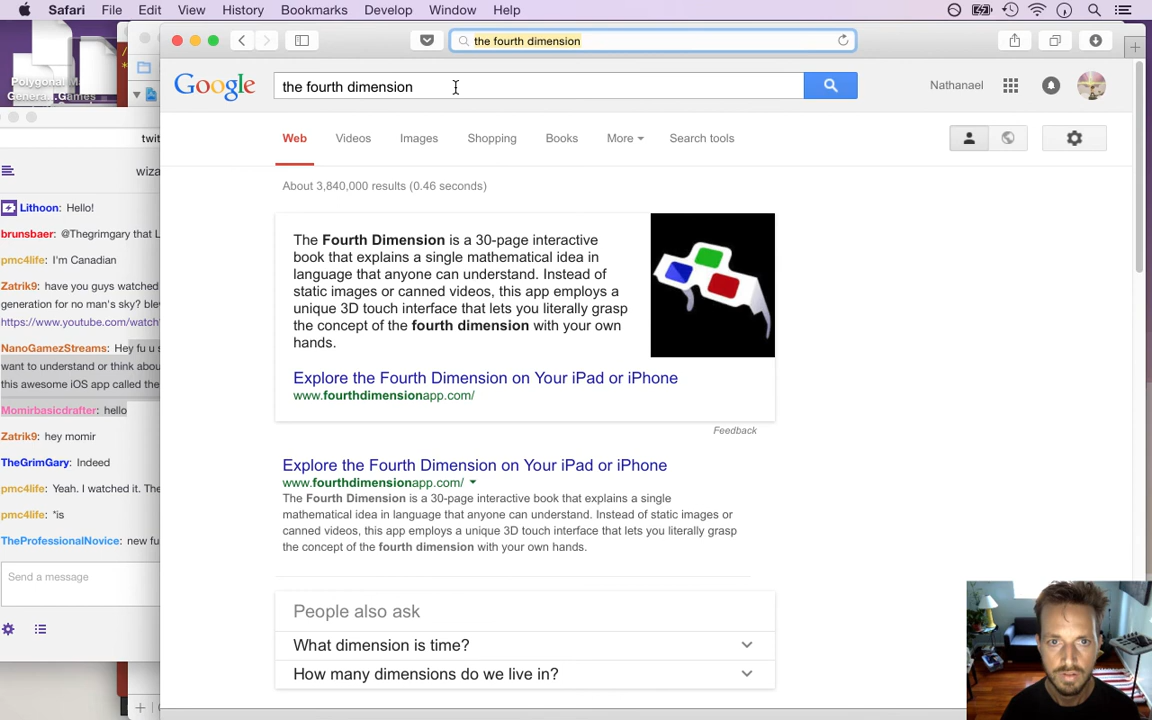 Safari File Edit View History Bookmarks Develop Window Help
Polygonal M
Genera...Games
the fourth dimension
Google
the fourth dimension
Nathanael
Web Videos Images Shopping Books More Search tools
About 3,840,000 results (0.46 seconds)
The Fourth Dimension is a 30-page interactive
book that explains a single mathematical idea in
language that anyone can understand. Instead of
static images or canned videos, this app employs a
unique 3D touch interface that lets you literally grasp
the concept of the fourth dimension with your own
hands.
Explore the Fourth Dimension on Your iPad or iPhone
www.fourthdimensionapp.com/
Feedback
Explore the Fourth Dimension on Your iPad or iPhone
www.fourthdimensionapp.com/
The Fourth Dimension is a 30-page interactive book that explains a single
mathematical idea in language that anyone can understand. Instead of static images or
canned videos, this app employs a unique 3D touch interface that lets you literally grasp
the concept of the fourth dimension with your own hands.
People also ask
What dimension is time?
How many dimensions do we live in?
twi
wiza
Lithoon: Hello!
brunsbaer: @Thegrimgary that L
pmc4life: I'm Canadian
Zatrik9: have you guys watched
generation for no man's sky? ble
https://www.youtube.com/watch
NanoGamezStreams: Hey fu u s
want to understand or think abou
this awesome iOS app called the
Momirbasicdrafter: hello
Zatrik9: hey momir
TheGrimGary: Indeed
pmc4life: Yeah. I watched it. The
pmc4life: *is
TheProfessionalNovice: new fu
Send a message